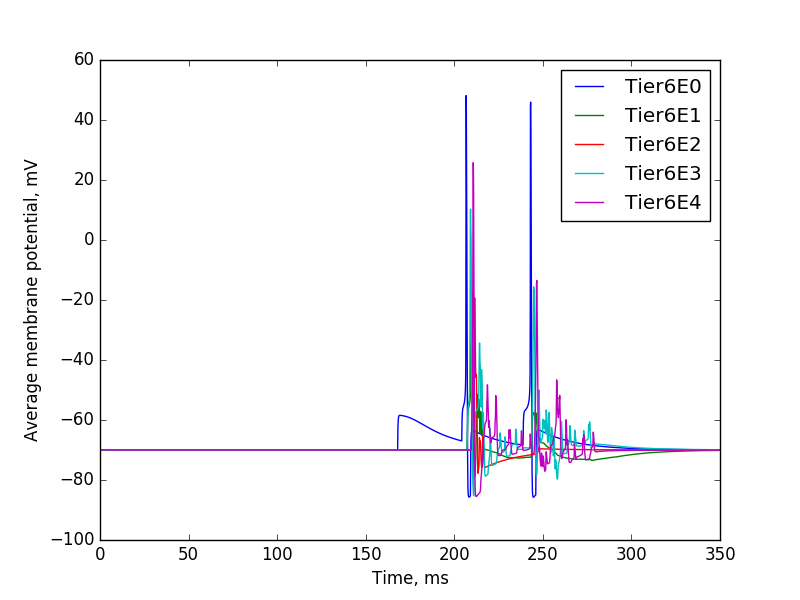 60
40
20
0
−20
−40
−60
−80
−100
Average membrane potential, mV
Tier6E0
Tier6E1
Tier6E2
Tier6E3
Tier6E4
0 50 100 150 200 250 300 350
Time, ms